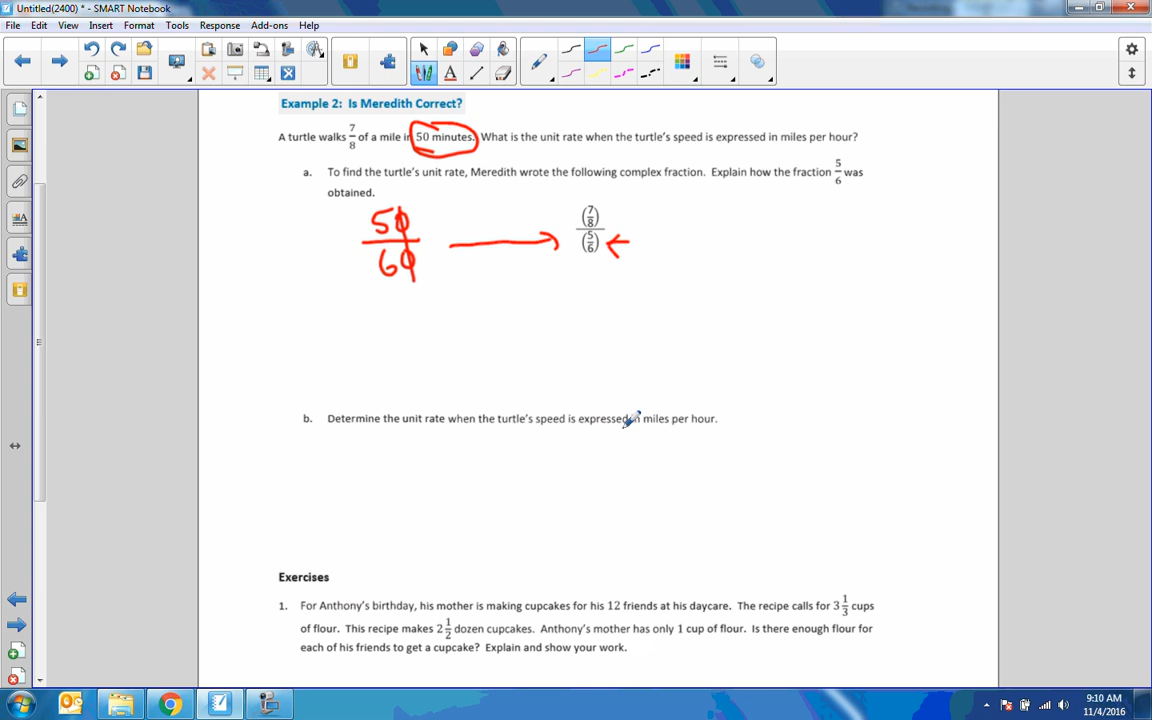 Untitled(2400) * - SMART Notebook
File Edit View Insert Format Tools Response Add-ons Help
Example 2: Is Meredith Correct?
A turtle walks 7/8 of a mile in 50 minutes. What is the unit rate when the turtle's speed is expressed in miles per hour?
a. To find the turtle's unit rate, Meredith wrote the following complex fraction. Explain how the fraction 5/6 was
obtained.
50/60 → (7/8)/(5/6) ←
b. Determine the unit rate when the turtle's speed is expressed in miles per hour.
Exercises
1. For Anthony's birthday, his mother is making cupcakes for his 12 friends at his daycare. The recipe calls for 3 1/3 cups
of flour. This recipe makes 2 1/2 dozen cupcakes. Anthony's mother has only 1 cup of flour. Is there enough flour for
each of his friends to get a cupcake? Explain and show your work.
9:10 AM
11/4/2016